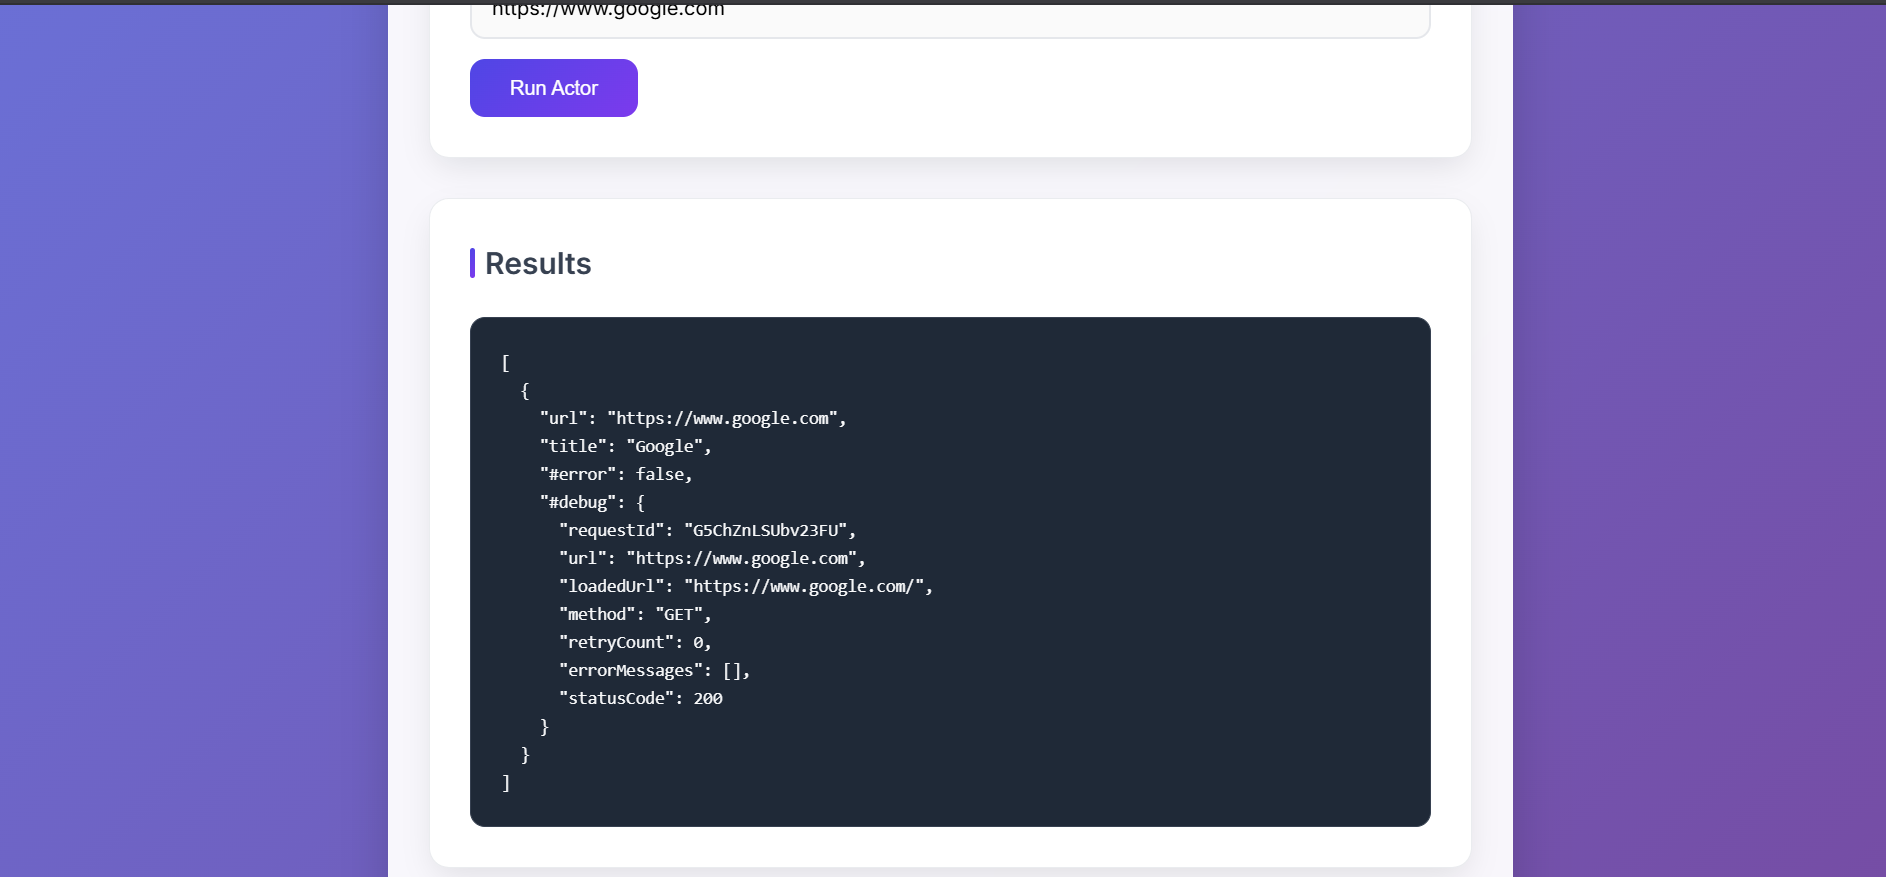 https://www.google.com
Run Actor
Results
[
  {
    "url": "https://www.google.com",
    "title": "Google",
    "#error": false,
    "#debug": {
      "requestId": "G5ChZnLSUbv23FU",
      "url": "https://www.google.com",
      "loadedUrl": "https://www.google.com/",
      "method": "GET",
      "retryCount": 0,
      "errorMessages": [],
      "statusCode": 200
    }
  }
]